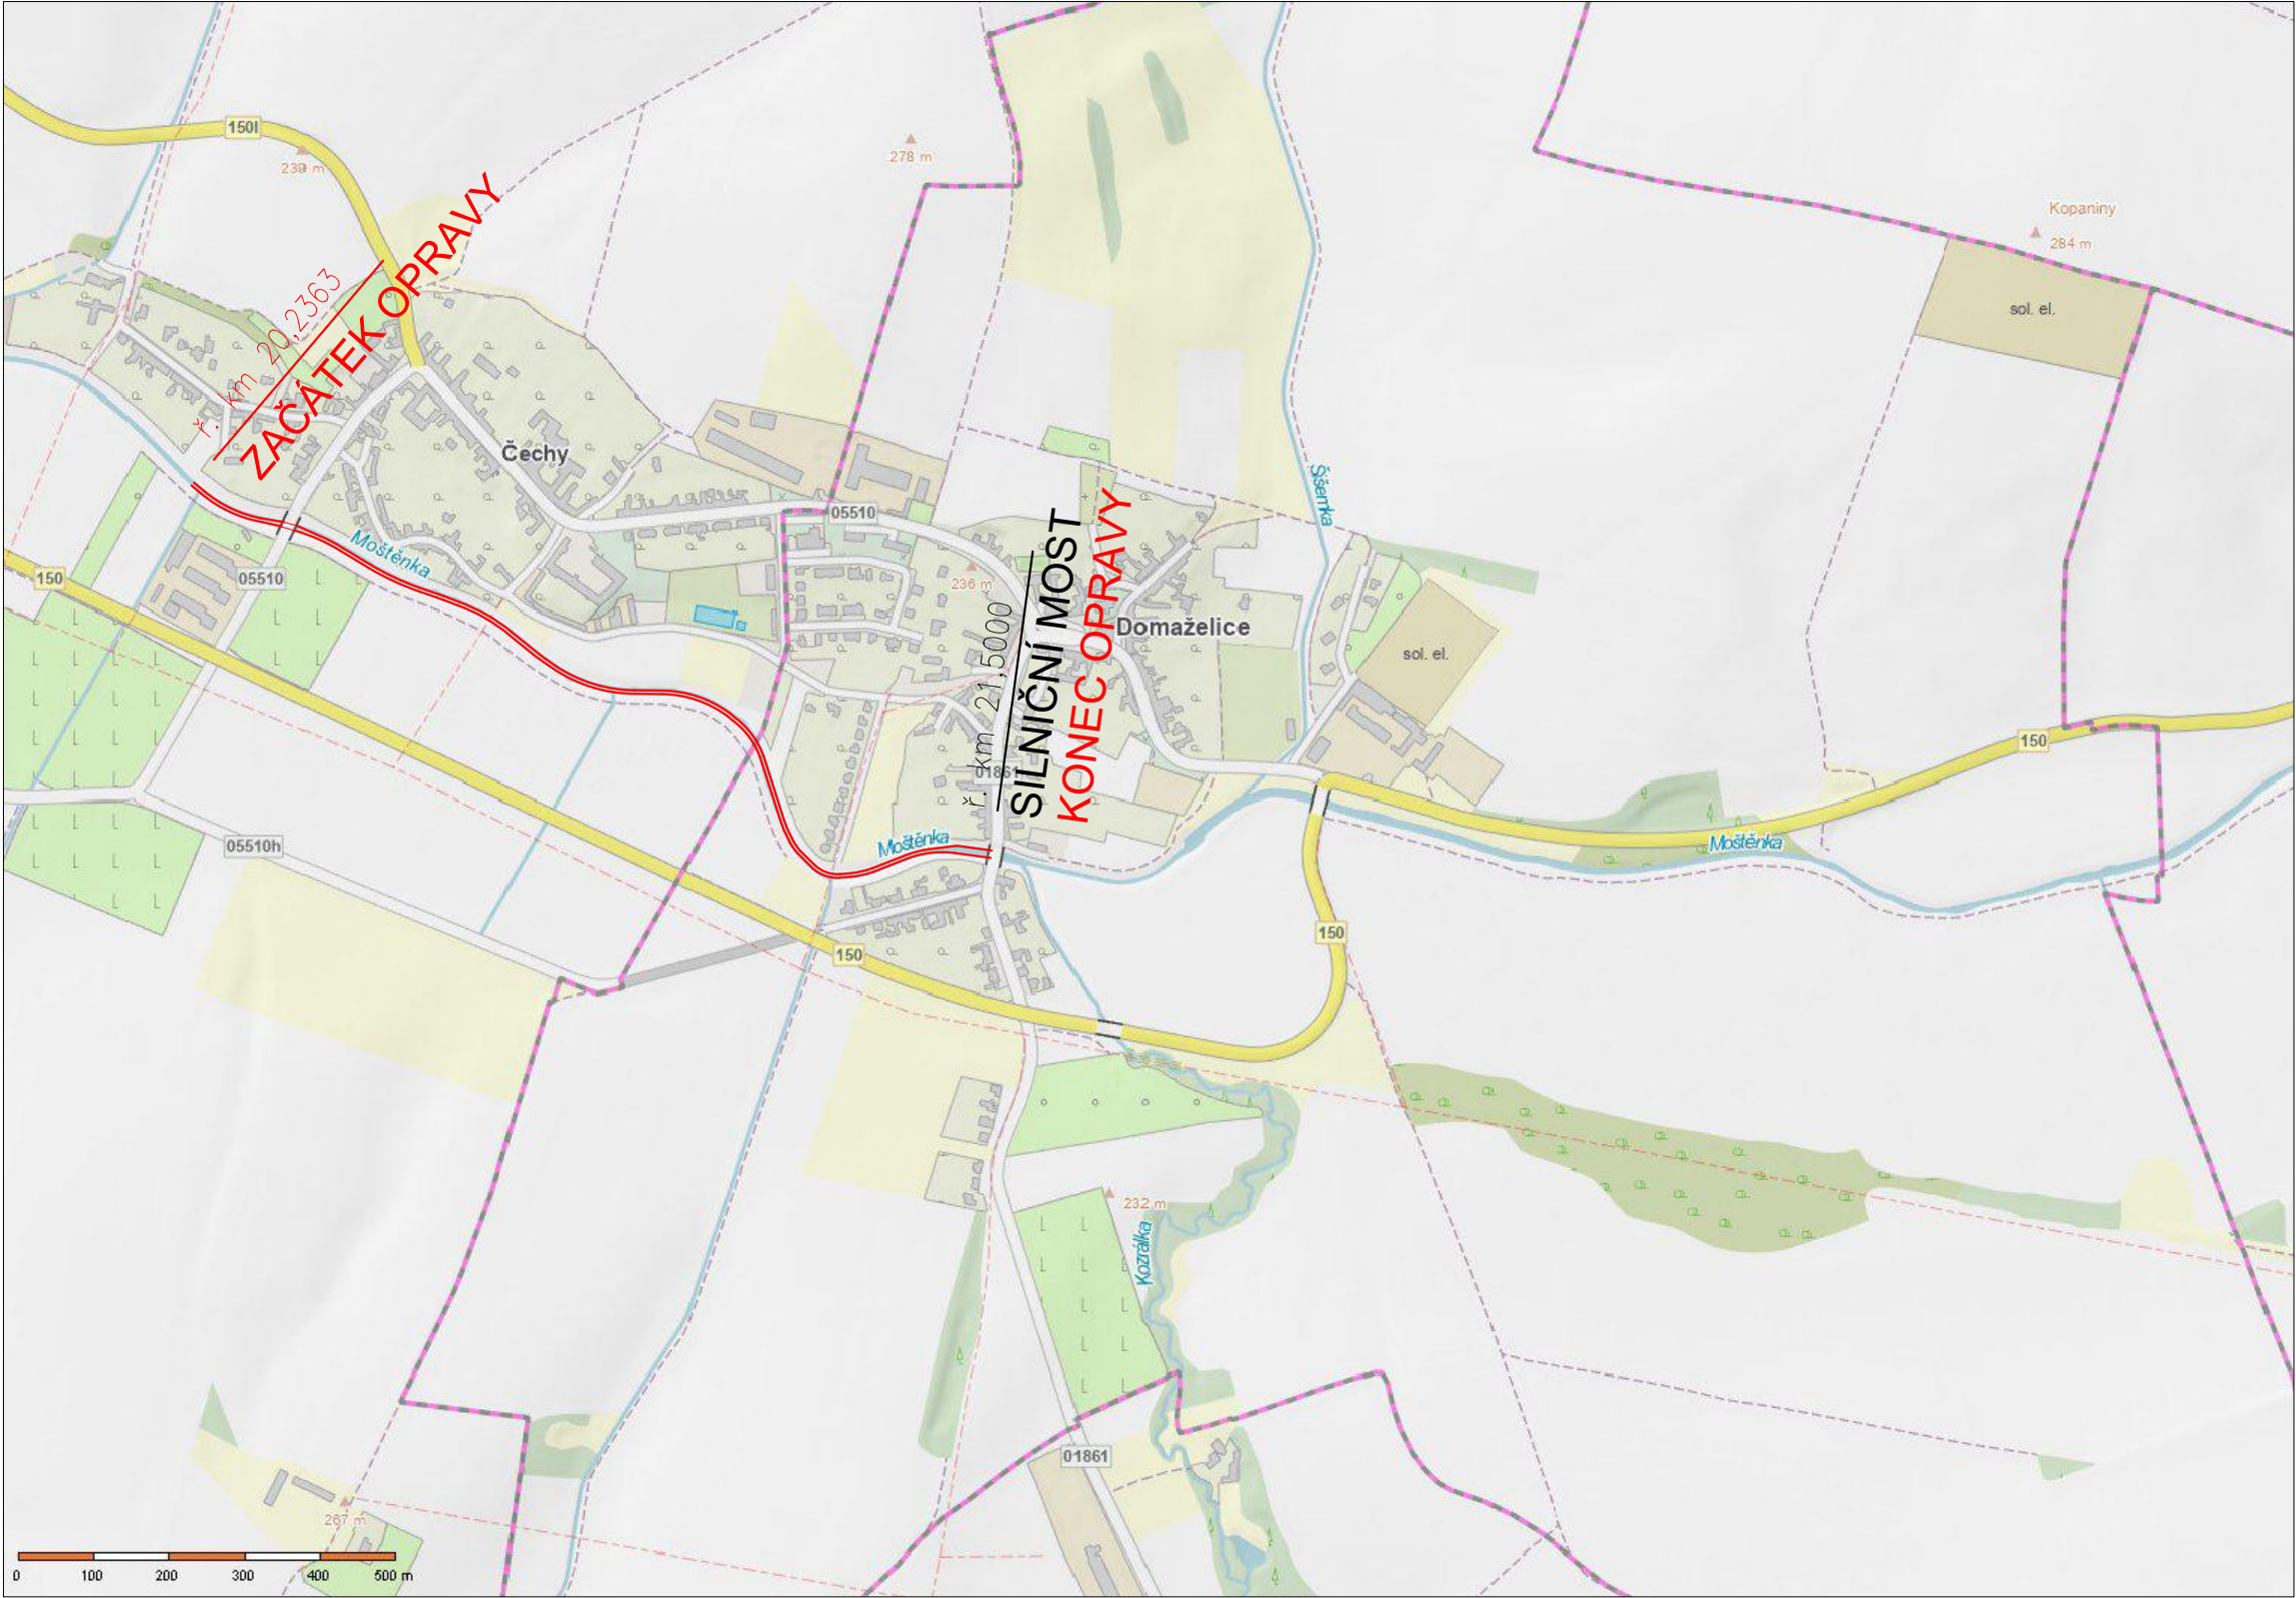 150l
239 m
278 m
Kopaniny
284 m
sol. el.
ř. km 20,2363
ZAČÁTEK OPRAVY
Čechy
Šišemka
05510
Moštěnka
150
05510
236 m
ř. km 21,5000
SILNIČNÍ MOST
KONEC OPRAVY
Domaželice
sol. el.
150
01861
05510h
Moštěnka
Moštěnka
150
150
232 m
Kozrálka
01861
267 m
0 100 200 300 400 500 m